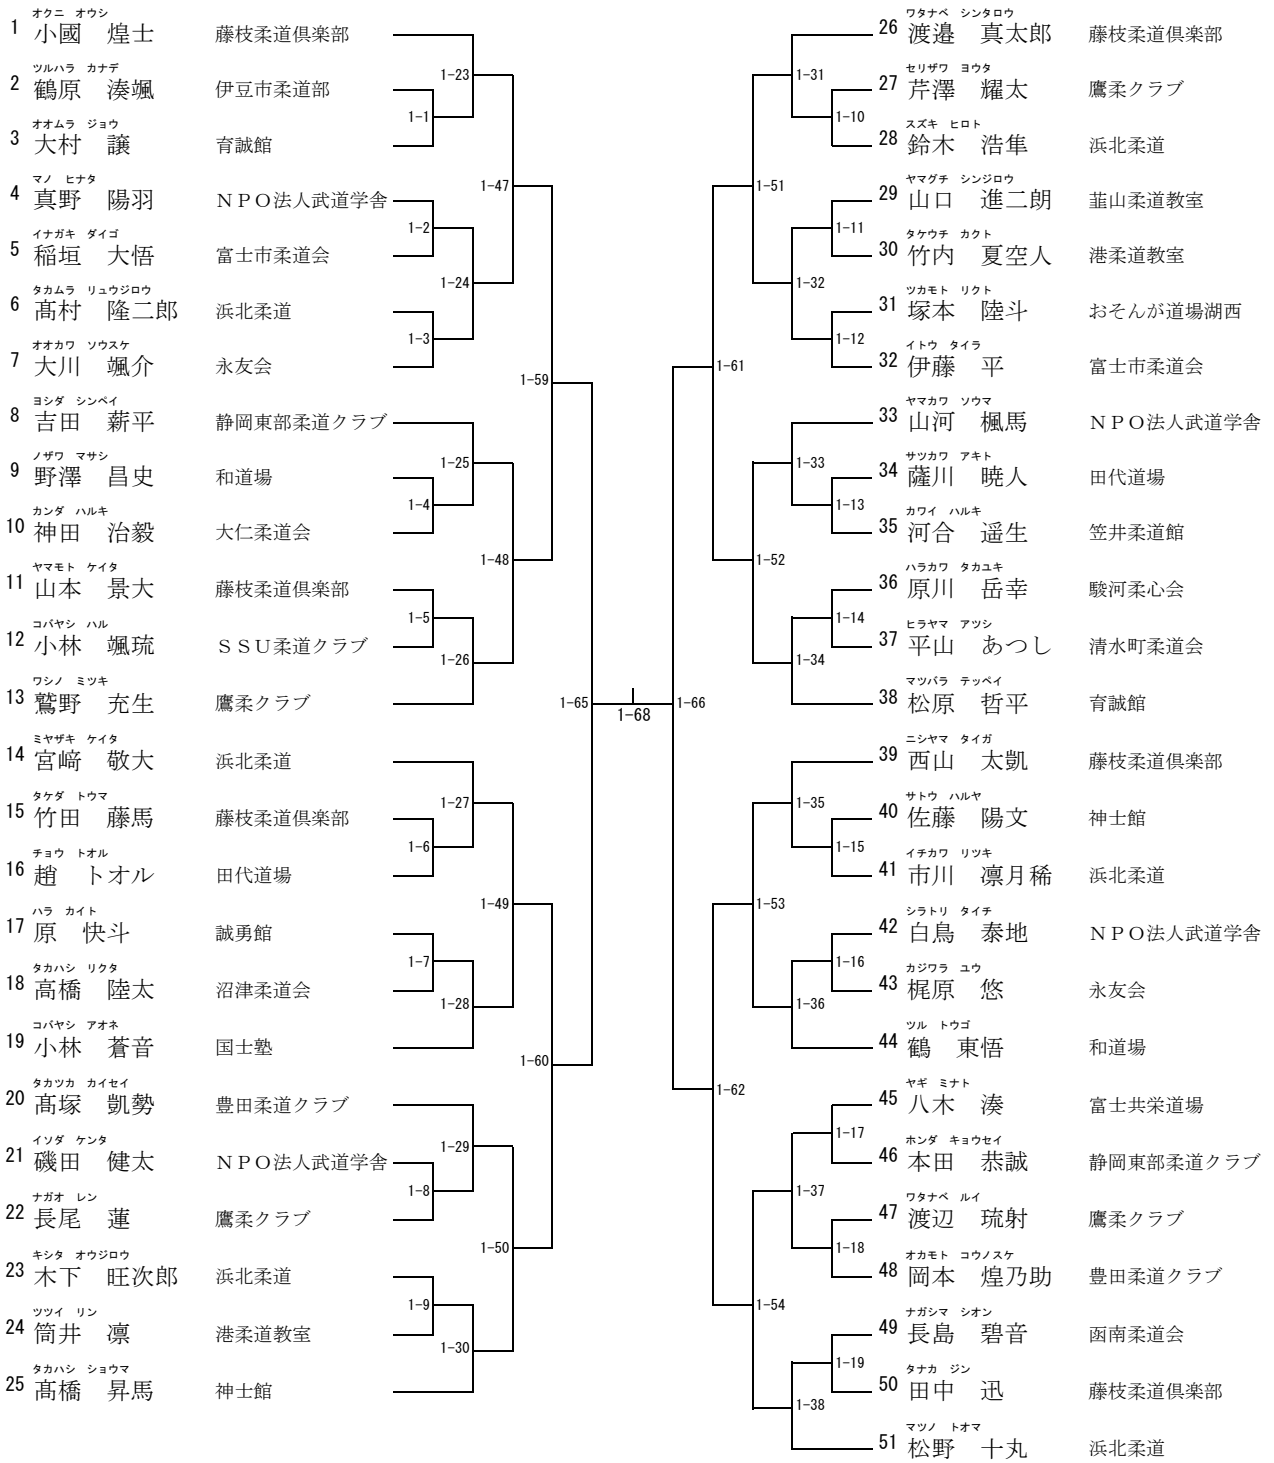 オクニ オウシ
1 小國 煌士 藤枝柔道倶楽部
ツルハラ カナデ
2 鶴原 湊颯 伊豆市柔道部
オオムラ ジョウ
3 大村 譲 育誠館
マノ ヒナタ
4 真野 陽羽 ＮＰＯ法人武道学舎
イナガキ ダイゴ
5 稲垣 大悟 富士市柔道会
タカムラ リュウジロウ
6 髙村 隆二郎 浜北柔道
オオカワ ソウスケ
7 大川 颯介 永友会
ヨシダ シンペイ
8 吉田 薪平 静岡東部柔道クラブ
ノザワ マサシ
9 野澤 昌史 和道場
カンダ ハルキ
10 神田 治毅 大仁柔道会
ヤマモト ケイタ
11 山本 景大 藤枝柔道倶楽部
コバヤシ ハル
12 小林 颯琉 ＳＳＵ柔道クラブ
ワシノ ミツキ
13 鷲野 充生 鷹柔クラブ
ミヤザキ ケイタ
14 宮﨑 敬大 浜北柔道
タケダ トウマ
15 竹田 藤馬 藤枝柔道倶楽部
チョウ トオル
16 趙 トオル 田代道場
ハラ カイト
17 原 快斗 誠勇館
タカハシ リクタ
18 高橋 陸太 沼津柔道会
コバヤシ アオネ
19 小林 蒼音 国士塾
タカツカ カイセイ
20 髙塚 凱勢 豊田柔道クラブ
イソダ ケンタ
21 磯田 健太 ＮＰＯ法人武道学舎
ナガオ レン
22 長尾 蓮 鷹柔クラブ
キシタ オウジロウ
23 木下 旺次郎 浜北柔道
ツツイ リン
24 筒井 凛 港柔道教室
タカハシ ショウマ
25 髙橋 昇馬 神士館
1-1
1-2
1-3
1-4
1-5
1-6
1-7
1-8
1-9
1-23
1-24
1-25
1-26
1-27
1-28
1-29
1-30
1-47
1-48
1-49
1-50
1-59
1-60
1-65
1-68
1-66
1-61
1-62
1-51
1-52
1-53
1-54
1-31
1-32
1-33
1-34
1-35
1-36
1-37
1-38
1-10
1-11
1-12
1-13
1-14
1-15
1-16
1-17
1-18
1-19
ワタナベ シンタロウ
26 渡邉 真太郎 藤枝柔道倶楽部
セリザワ ヨウタ
27 芹澤 耀太 鷹柔クラブ
スズキ ヒロト
28 鈴木 浩隼 浜北柔道
ヤマグチ シンジロウ
29 山口 進二朗 韮山柔道教室
タケウチ カクト
30 竹内 夏空人 港柔道教室
ツカモト リクト
31 塚本 陸斗 おそんが道場湖西
イトウ タイラ
32 伊藤 平 富士市柔道会
ヤマカワ ソウマ
33 山河 楓馬 ＮＰＯ法人武道学舎
サツカワ アキト
34 薩川 暁人 田代道場
カワイ ハルキ
35 河合 遥生 笠井柔道館
ハラカワ タカユキ
36 原川 岳幸 駿河柔心会
ヒラヤマ アツシ
37 平山 あつし 清水町柔道会
マツバラ テッペイ
38 松原 哲平 育誠館
ニシヤマ タイガ
39 西山 太凱 藤枝柔道倶楽部
サトウ ハルヤ
40 佐藤 陽文 神士館
イチカワ リツキ
41 市川 凛月稀 浜北柔道
シラトリ タイチ
42 白鳥 泰地 ＮＰＯ法人武道学舎
カジワラ ユウ
43 梶原 悠 永友会
ツル トウゴ
44 鶴 東悟 和道場
ヤギ ミナト
45 八木 湊 富士共栄道場
ホンダ キョウセイ
46 本田 恭誠 静岡東部柔道クラブ
ワタナベ ルイ
47 渡辺 琉射 鷹柔クラブ
オカモト コウノスケ
48 岡本 煌乃助 豊田柔道クラブ
ナガシマ シオン
49 長島 碧音 函南柔道会
タナカ ジン
50 田中 迅 藤枝柔道倶楽部
マツノ トオマ
51 松野 十丸 浜北柔道